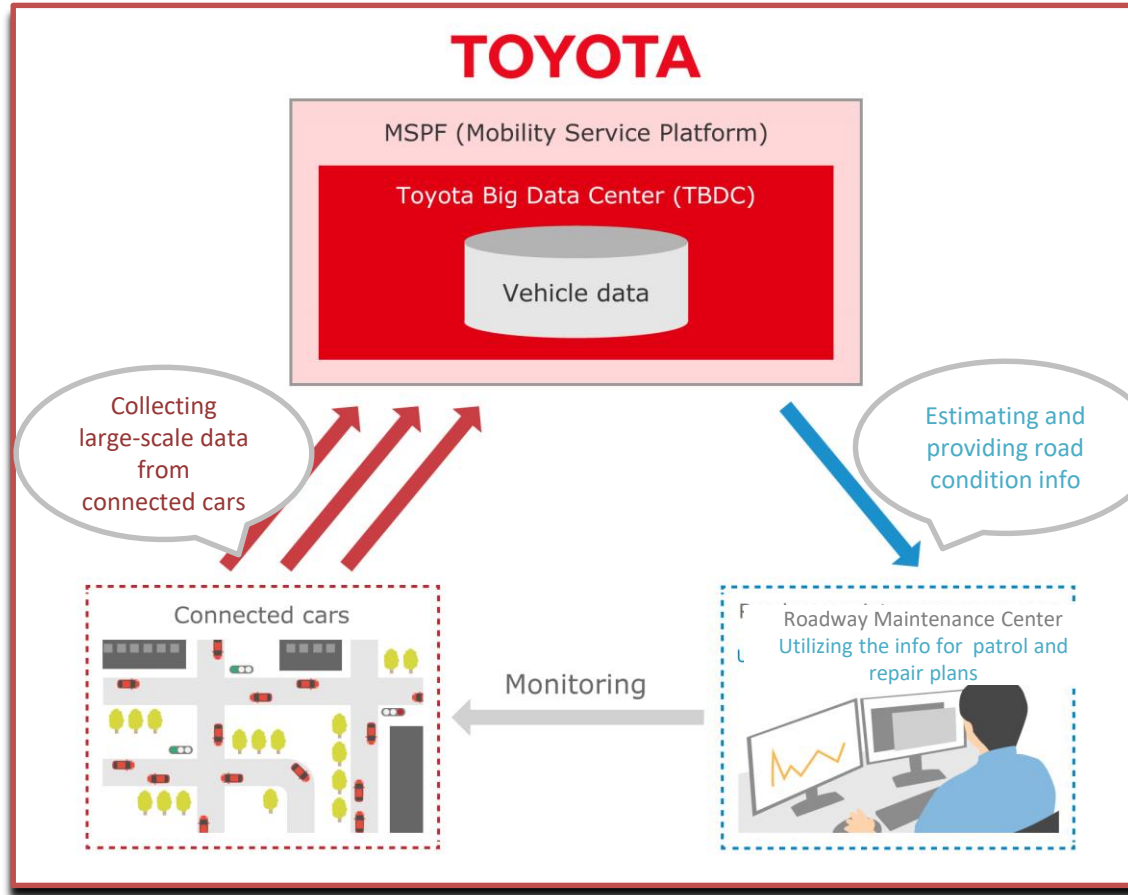 TOYOTA
MSPF (Mobility Service Platform)
Toyota Big Data Center (TBDC)
Vehicle data
Collecting
large-scale data
from
connected cars
Estimating and
providing road
condition info
Connected cars
Roadway Maintenance Center
Utilizing the info for patrol and
repair plans
Monitoring